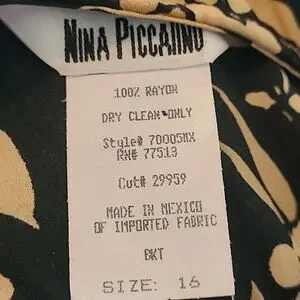 NINA PICCALINO
100% RAYON
DRY CLEAN ONLY
Style# 70005MX
RN# 77513
Cut# 29959
MADE IN MEXICO
OF IMPORTED FABRIC
BKT
SIZE: 16